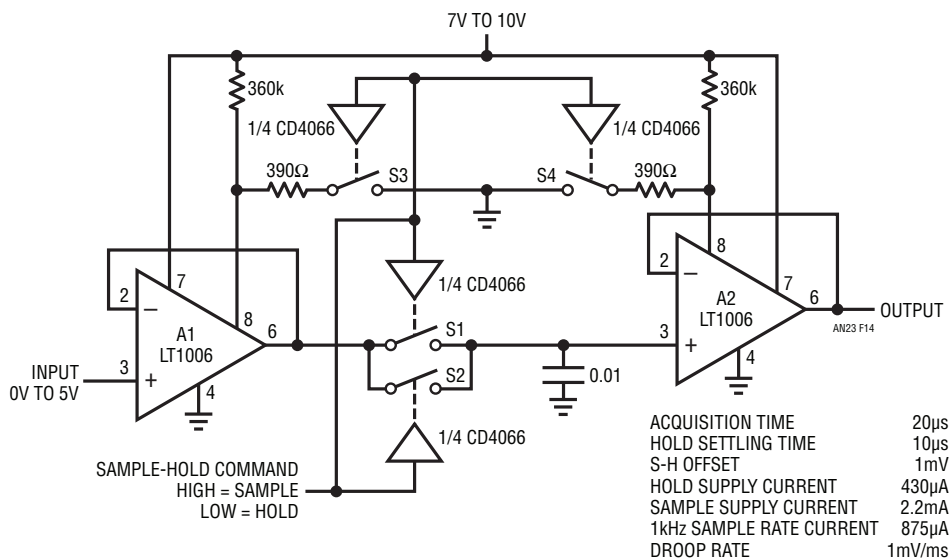 7V TO 10V
360k
360k
1/4 CD4066
1/4 CD4066
390Ω
S3
S4
390Ω
2
–
7
8
6
A1
LT1006
3
+
4
INPUT
0V TO 5V
1/4 CD4066
S1
S2
1/4 CD4066
0.01
2
–
8
7
6
A2
LT1006
3
+
4
OUTPUT
AN23 F14
SAMPLE-HOLD COMMAND
HIGH = SAMPLE
LOW = HOLD
ACQUISITION TIME 20µs
HOLD SETTLING TIME 10µs
S-H OFFSET 1mV
HOLD SUPPLY CURRENT 430µA
SAMPLE SUPPLY CURRENT 2.2mA
1kHz SAMPLE RATE CURRENT 875µA
DROOP RATE 1mV/ms